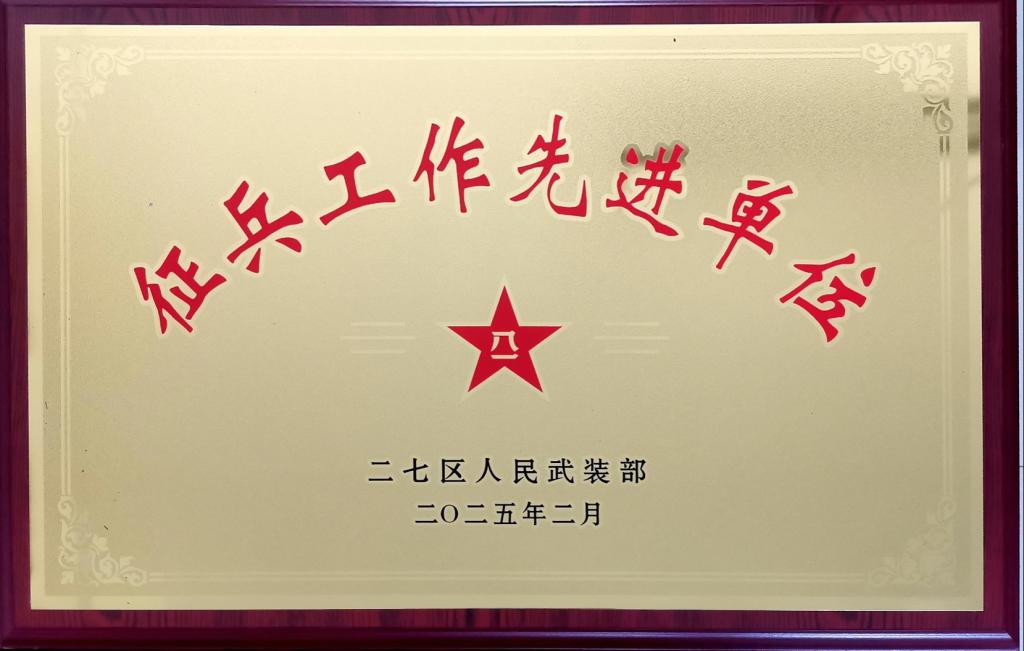 征兵工作先进单位
八一
二七区人民武装部
二〇二五年二月